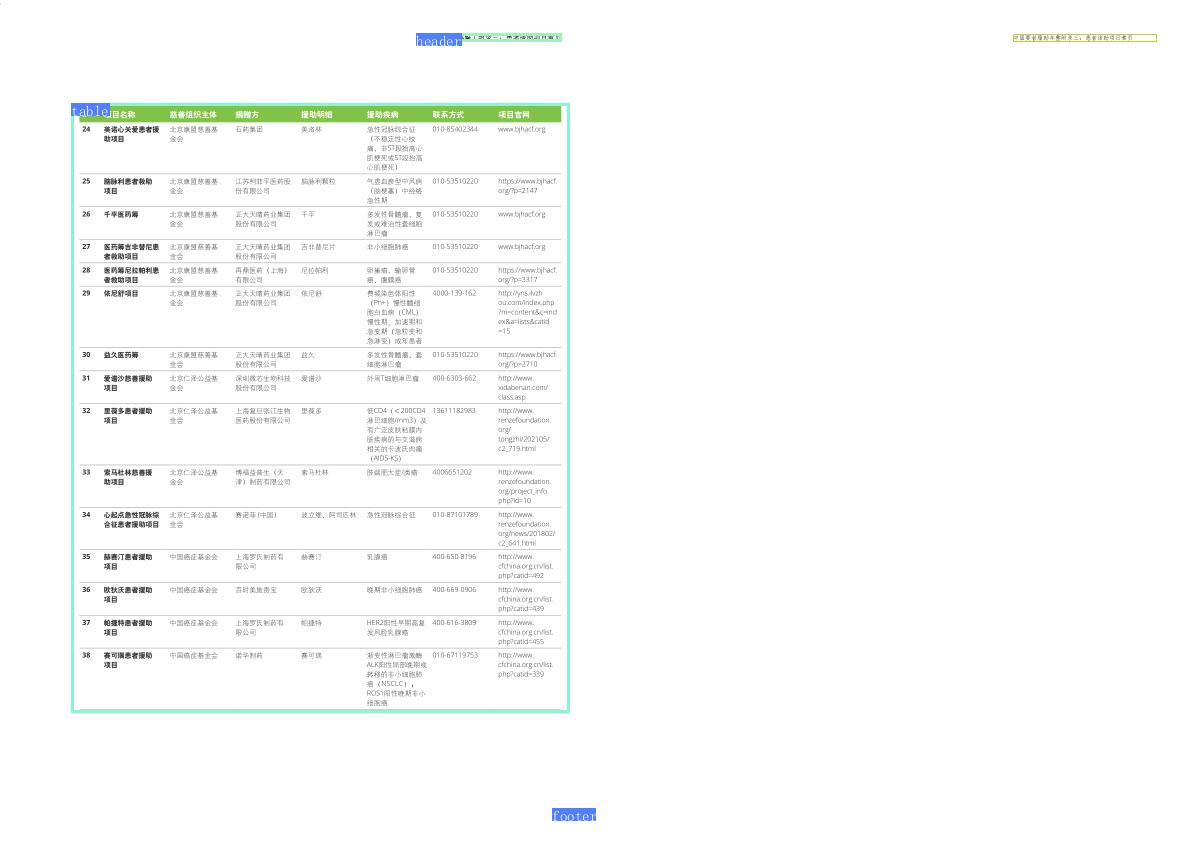 header
中国患者援助年鉴附录三：患者援助项目索引
table
项目名称 慈善组织主体 捐赠方 援助明细 援助疾病 联系方式 项目官网
24 美诺心关爱患者援助项目 北京康盟慈善基金会 石药集团 美洛林 急性冠脉综合征（不稳定性心绞痛、非ST段抬高心肌梗死或ST段抬高心肌梗死） 010-85402344 www.bjhacf.org
25 脑脉利患者救助项目 北京康盟慈善基金会 江苏柯菲平医药股份有限公司 脑脉利颗粒 气虚血瘀型中风病（脑梗塞）中经络急性期 010-53510220 https://www.bjhacf.org/?p=2147
26 千平医药筹 北京康盟慈善基金会 正大天晴药业集团股份有限公司 千平 多发性骨髓瘤、复发或难治性套细胞淋巴瘤 010-53510220 www.bjhacf.org
27 医药筹吉非替尼患者救助项目 北京康盟慈善基金会 正大天晴药业集团股份有限公司 吉非替尼片 非小细胞肺癌 010-53510220 www.bjhacf.org
28 医药筹尼拉帕利患者救助项目 北京康盟慈善基金会 再鼎医药（上海）有限公司 尼拉帕利 卵巢癌、输卵管癌、腹膜癌 010-53510220 https://www.bjhacf.org/?p=3317
29 依尼舒项目 北京康盟慈善基金会 正大天晴药业集团股份有限公司 依尼舒 费城染色体阳性（Ph+）慢性髓细胞白血病（CML）慢性期、加速期和急变期（急粒变和急淋变）成年患者 4000-139-162 http://yns.ilvzhou.com/index.php?m=content&c=index&a=lists&catid=15
30 益久医药筹 北京康盟慈善基金会 正大天晴药业集团股份有限公司 益久 多发性骨髓瘤、套细胞淋巴瘤 010-53510220 https://www.bjhacf.org/?p=2710
31 爱谱沙慈善援助项目 北京仁泽公益基金会 深圳微芯生物科技股份有限公司 爱谱沙 外周T细胞淋巴瘤 400-6303-662 http://www.xidabenan.com/class.asp
32 里葆多患者援助项目 北京仁泽公益基金会 上海复旦张江生物医药股份有限公司 里葆多 低CD4（＜200CD4淋巴细胞/mm3）及有广泛皮肤粘膜内脏疾病的与艾滋病相关的卡波氏肉瘤（AIDS-KS） 13611182983 http://www.renzefoundation.org/tongzhi/202105/c2_719.html
33 索马杜林慈善援助项目 北京仁泽公益基金会 博福益普生（天津）制药有限公司 索马杜林 肢端肥大症/类癌 4006651202 http://www.renzefoundation.org/project_info.php?id=10
34 心起点急性冠脉综合征患者援助项目 北京仁泽公益基金会 赛诺菲(中国) 波立维、阿司匹林 急性冠脉综合征 010-87101789 http://www.renzefoundation.org/news/201802/c2_641.html
35 赫赛汀患者援助项目 中国癌症基金会 上海罗氏制药有限公司 赫赛汀 乳腺癌 400-650-8196 http://www.cfchina.org.cn/list.php?catid=492
36 欧狄沃患者援助项目 中国癌症基金会 百时美施贵宝 欧狄沃 晚期非小细胞肺癌 400-669-0906 http://www.cfchina.org.cn/list.php?catid=439
37 帕捷特患者援助项目 中国癌症基金会 上海罗氏制药有限公司 帕捷特 HER2阳性早期高复发风险乳腺癌 400-616-3809 http://www.cfchina.org.cn/list.php?catid=455
38 赛可瑞患者援助项目 中国癌症基金会 诺华制药 赛可瑞 渐变性淋巴瘤激酶ALK阳性局部晚期或转移的非小细胞肺癌（NSCLC），ROS1阳性晚期非小细胞癌 010-67119753 http://www.cfchina.org.cn/list.php?catid=339
footer